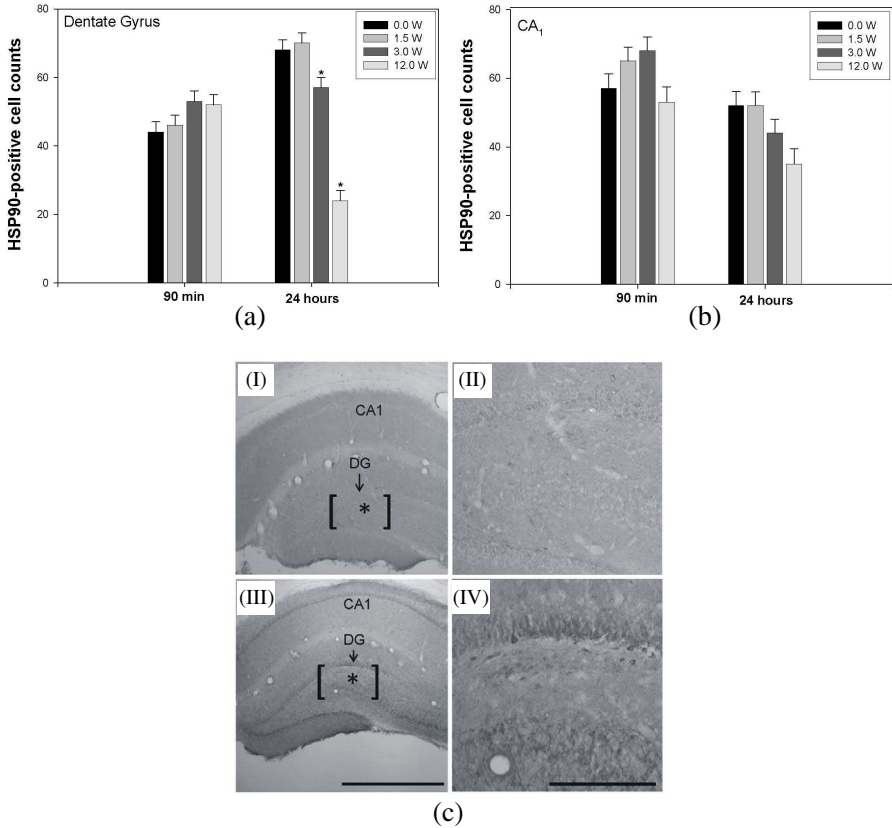 Dentate Gyrus
0.0 W
1.5 W
3.0 W
12.0 W
HSP90-positive cell counts
80
60
40
20
0
*
*
90 min
24 hours
(a)
CA1
0.0 W
1.5 W
3.0 W
12.0 W
HSP90-positive cell counts
80
60
40
20
0
90 min
24 hours
(b)
(I)
CA1
DG
[ * ]
(II)
(III)
CA1
DG
[ * ]
(IV)
(c)